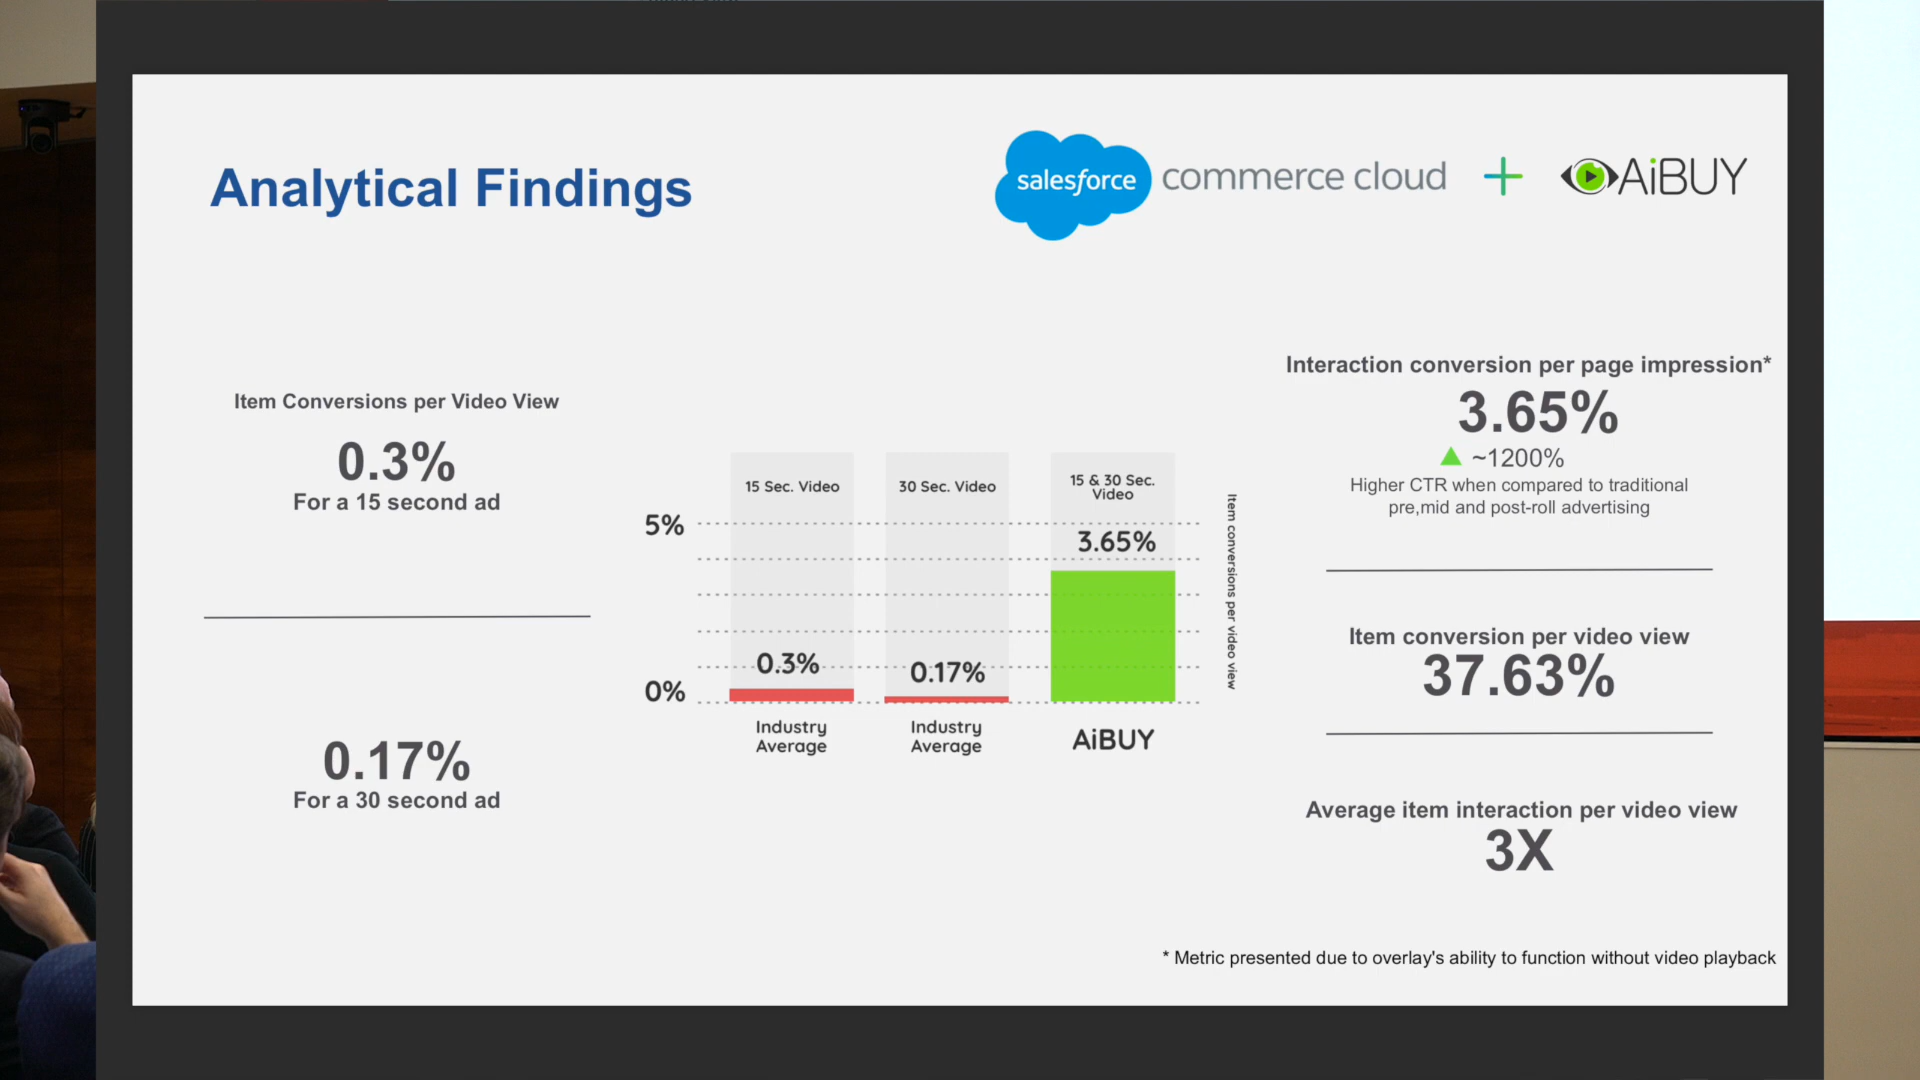 Analytical Findings
salesforce commerce cloud + AiBUY
Item Conversions per Video View
0.3%
For a 15 second ad
0.17%
For a 30 second ad
15 Sec. Video
30 Sec. Video
15 & 30 Sec.
Video
5%
3.65%
0.3%
0.17%
0%
Industry
Average
Industry
Average
AiBUY
Item conversions per video view
Interaction conversion per page impression*
3.65%
~1200%
Higher CTR when compared to traditional
pre,mid and post-roll advertising
Item conversion per video view
37.63%
Average item interaction per video view
3X
* Metric presented due to overlay's ability to function without video playback